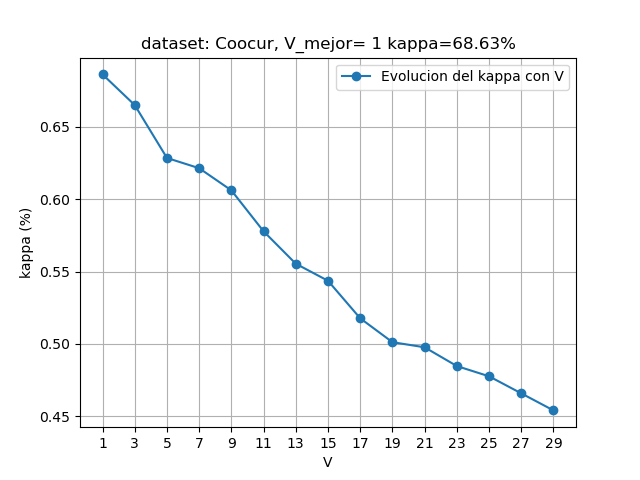 dataset: Coocur, V_mejor= 1 kappa=68.63%
Evolucion del kappa con V
kappa (%)
0.65
0.60
0.55
0.50
0.45
1 3 5 7 9 11 13 15 17 19 21 23 25 27 29
V